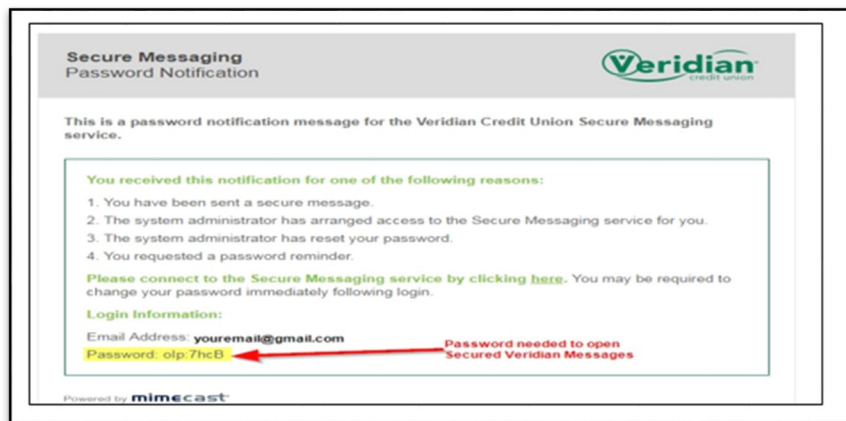 Secure Messaging
Password Notification
Veridian
credit union
This is a password notification message for the Veridian Credit Union Secure Messaging
service.
You received this notification for one of the following reasons:
1. You have been sent a secure message.
2. The system administrator has arranged access to the Secure Messaging service for you.
3. The system administrator has reset your password.
4. You requested a password reminder.
Please connect to the Secure Messaging service by clicking here. You may be required to
change your password immediately following login.
Login Information:
Email Address: youremail@gmail.com
Password: olp:7hcB
Password needed to open
Secured Veridian Messages
Powered by mimecast